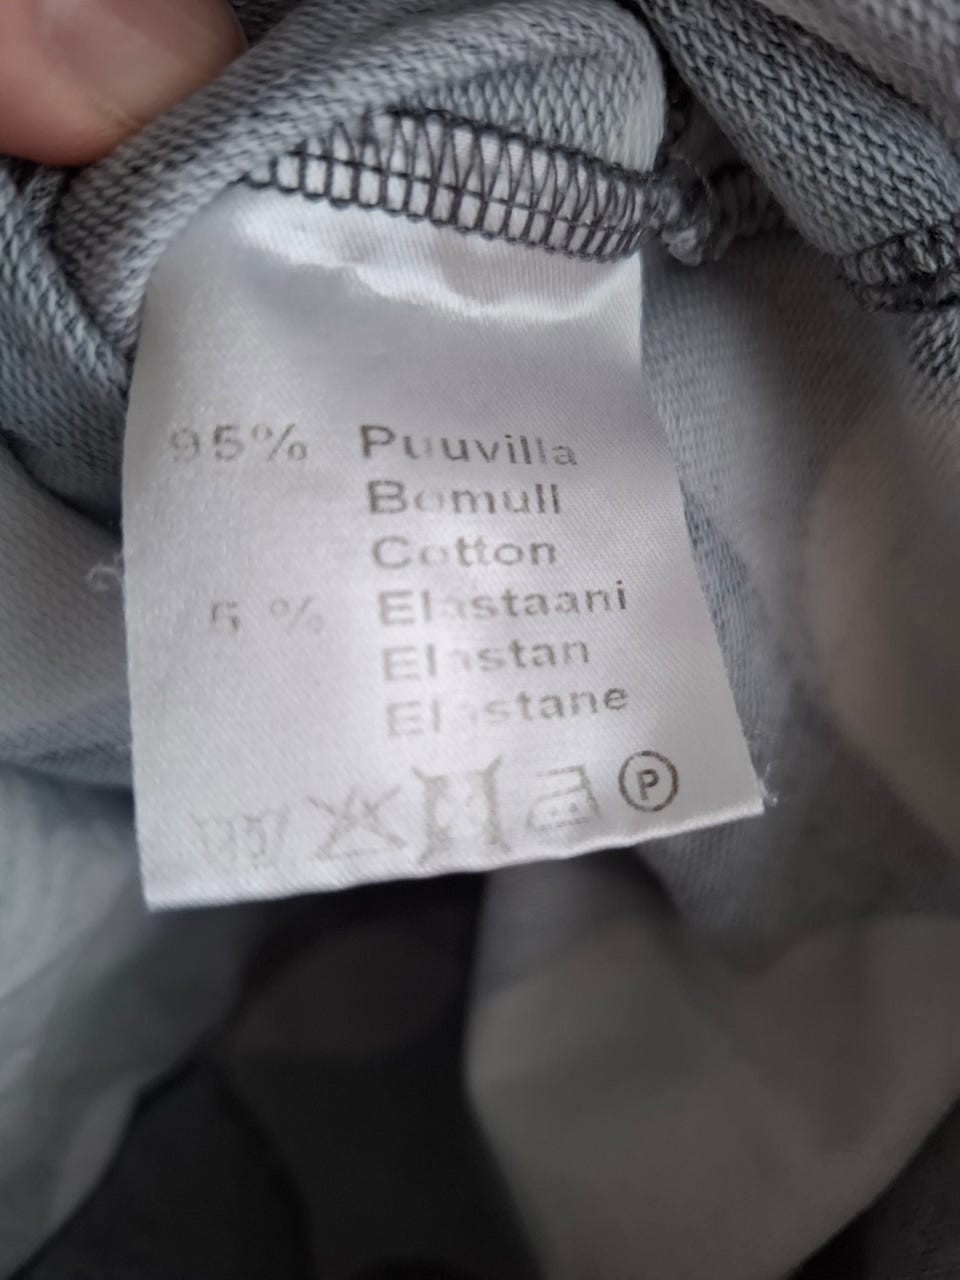 95% Puuvilla
Bomull
Cotton
5 % Elastaani
Elastan
Elastane
P